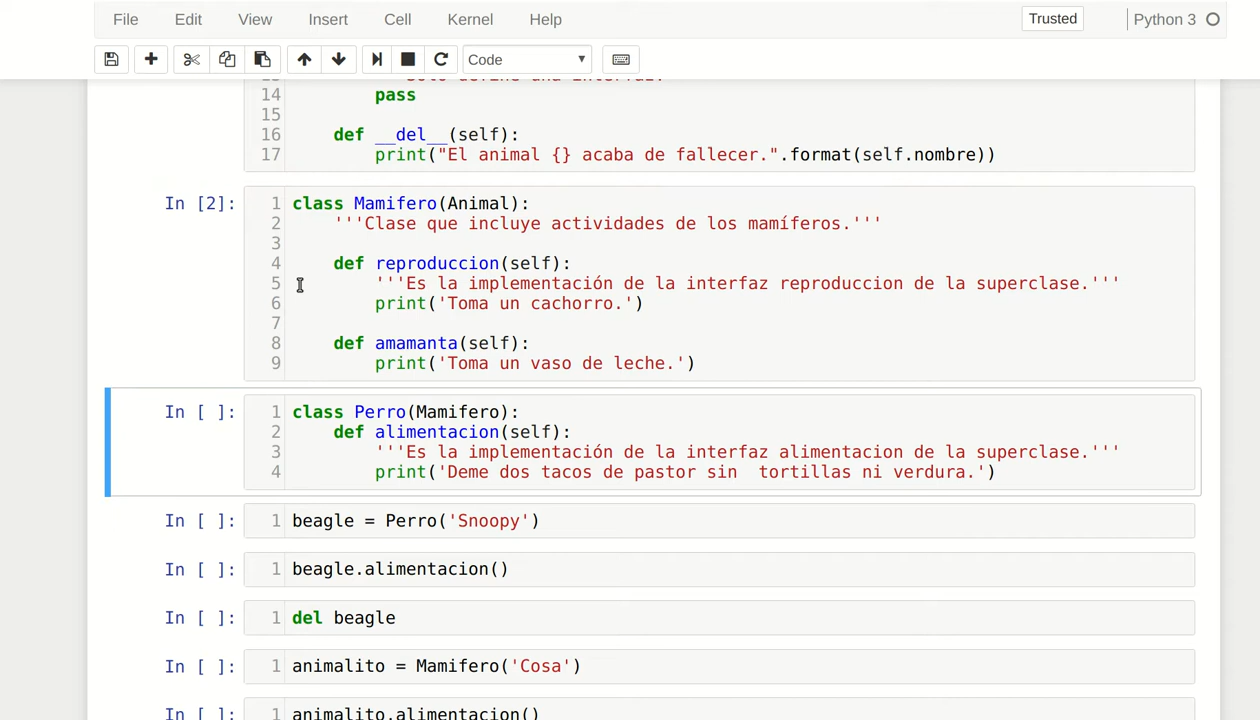 File Edit View Insert Cell Kernel Help Trusted Python 3
Code
14 pass
15
16 def __del__(self):
17 print("El animal {} acaba de fallecer.".format(self.nombre))
In [2]: 1 class Mamifero(Animal):
2 '''Clase que incluye actividades de los mamíferos.'''
3
4 def reproduccion(self):
5 '''Es la implementación de la interfaz reproduccion de la superclase.'''
6 print('Toma un cachorro.')
7
8 def amamanta(self):
9 print('Toma un vaso de leche.')
In [ ]: 1 class Perro(Mamifero):
2 def alimentacion(self):
3 '''Es la implementación de la interfaz alimentacion de la superclase.'''
4 print('Deme dos tacos de pastor sin  tortillas ni verdura.')
In [ ]: 1 beagle = Perro('Snoopy')
In [ ]: 1 beagle.alimentacion()
In [ ]: 1 del beagle
In [ ]: 1 animalito = Mamifero('Cosa')
In [ ]: 1 animalito.alimentacion()